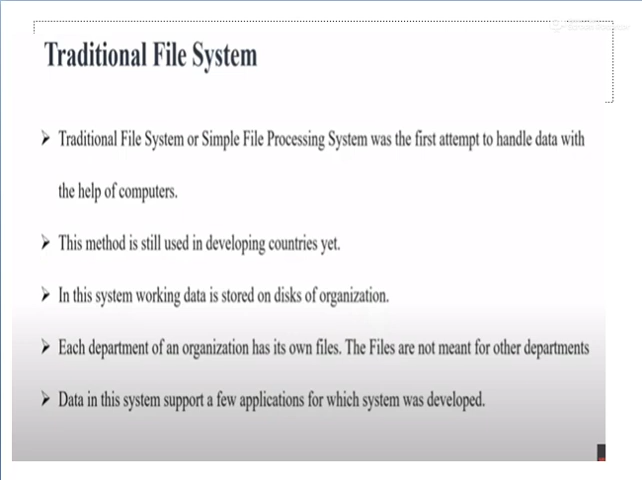 Traditional File System
➤ Traditional File System or Simple File Processing System was the first attempt to handle data with
the help of computers.
➤ This method is still used in developing countries yet.
➤ In this system working data is stored on disks of organization.
➤ Each department of an organization has its own files. The Files are not meant for other departments
➤ Data in this system support a few applications for which system was developed.